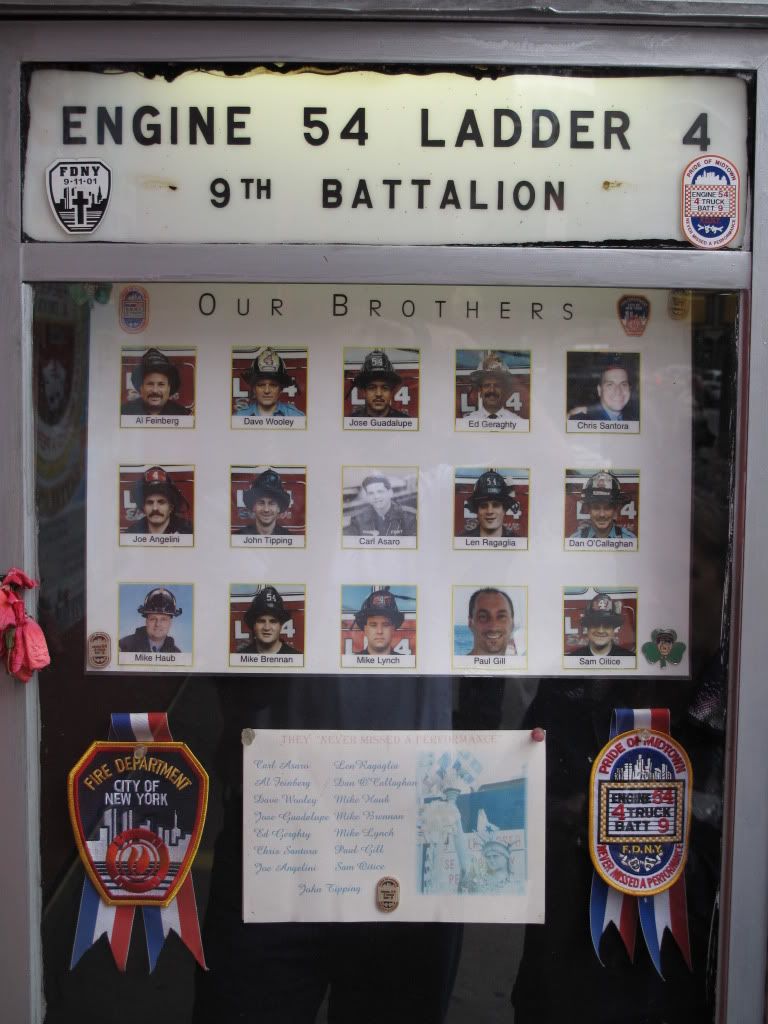 ENGINE 54 LADDER 4
9TH BATTALION
FDNY
9-11-01
PRIDE OF MIDTOWN
ENGINE 54
4 TRUCK
BATT 9
NEVER MISSED A PERFORMANCE
OUR BROTHERS
Al Feinberg
Dave Wooley
Jose Guadalupe
Ed Geraghty
Chris Santora
Joe Angelini
John Tipping
Carl Asaro
Len Ragaglia
Dan O'Callaghan
Mike Haub
Mike Brennan
Mike Lynch
Paul Gill
Sam Oitice
FIRE DEPARTMENT
CITY OF
NEW YORK
THEY "NEVER MISSED A PERFORMANCE"
Carl Asaro Len Ragaglia
Al Feinberg Dan O'Callaghan
Dave Wooley Mike Haub
Jose Guadalupe Mike Brennan
Ed Gerghty Mike Lynch
Chris Santora Paul Gill
Joe Angelini Sam Oitice
John Tipping
PRIDE OF MIDTOWN
ENGINE 54
4 TRUCK
BATT 9
F.D.N.Y.
NEVER MISSED A PERFORMANCE